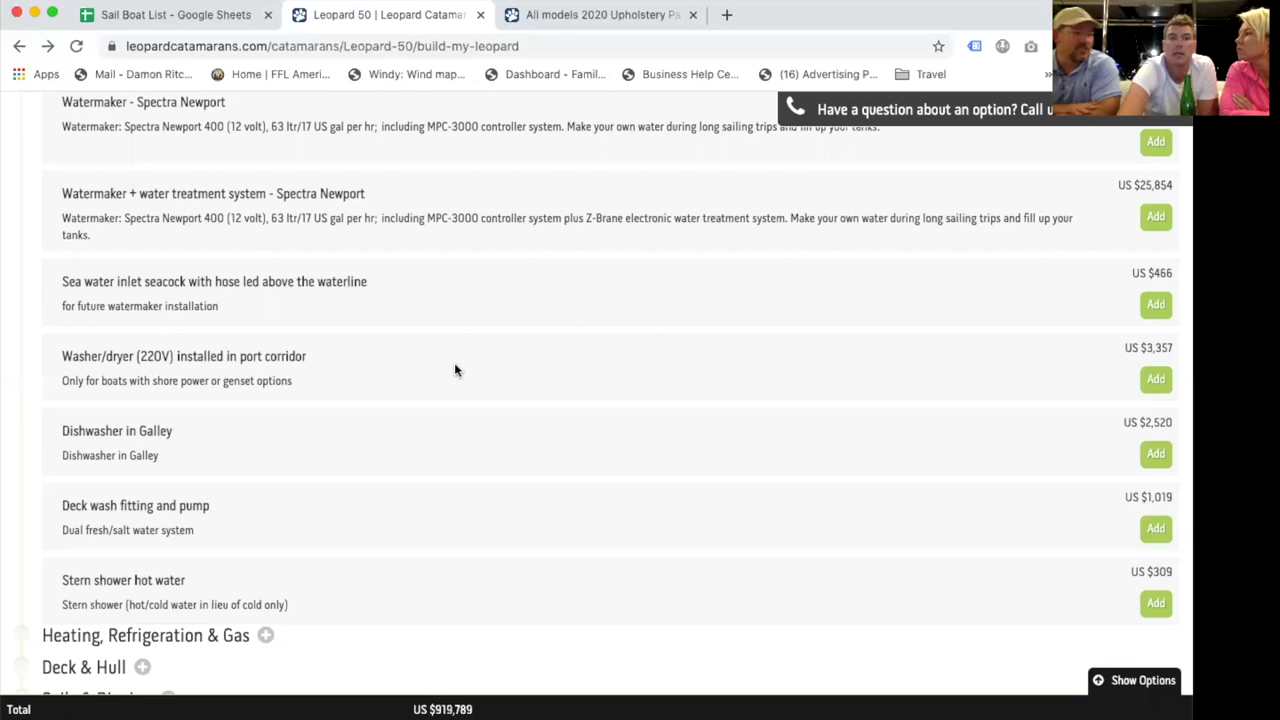 Sail Boat List - Google Sheets
Leopard 50 | Leopard Catamar
All models 2020 Upholstery P
leopardcatamarans.com/catamarans/Leopard-50/build-my-leopard
Apps
Mail - Damon Ritc...
Home | FFL Ameri...
Windy: Wind map...
Dashboard - Famil...
Business Help Ce...
(16) Advertising P...
Travel
»
Watermaker - Spectra Newport
Have a question about an option? Call u
Watermaker: Spectra Newport 400 (12 volt), 63 ltr/17 US gal per hr; including MPC-3000 controller system. Make your own water during long sailing trips and fill up your tanks.
Add
Watermaker + water treatment system - Spectra Newport
US $25,854
Watermaker: Spectra Newport 400 (12 volt), 63 ltr/17 US gal per hr; including MPC-3000 controller system plus Z-Brane electronic water treatment system. Make your own water during long sailing trips and fill up your
tanks.
Add
Sea water inlet seacock with hose led above the waterline
US $466
for future watermaker installation
Add
Washer/dryer (220V) installed in port corridor
US $3,357
Only for boats with shore power or genset options
Add
Dishwasher in Galley
US $2,520
Dishwasher in Galley
Add
Deck wash fitting and pump
US $1,019
Dual fresh/salt water system
Add
Stern shower hot water
US $309
Stern shower (hot/cold water in lieu of cold only)
Add
Heating, Refrigeration & Gas
Deck & Hull
Show Options
Total
US $919,789